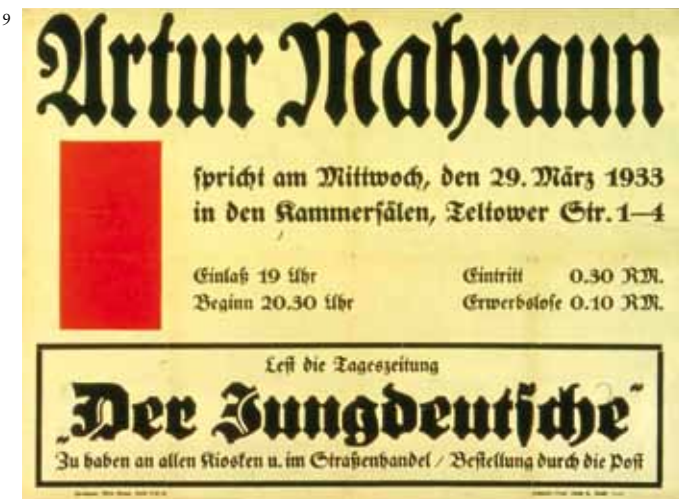 9
Artur Mahraun
spricht am Mittwoch, den 29. März 1933
in den Kammersälen, Teltower Str. 1—4
Einlaß 19 Uhr Eintritt 0.30 RM.
Beginn 20.30 Uhr Erwerbslose 0.10 RM.
Lest die Tageszeitung
„Der Jungdeutsche“
Zu haben an allen Kiosken u. im Straßenhandel / Bestellung durch die Post